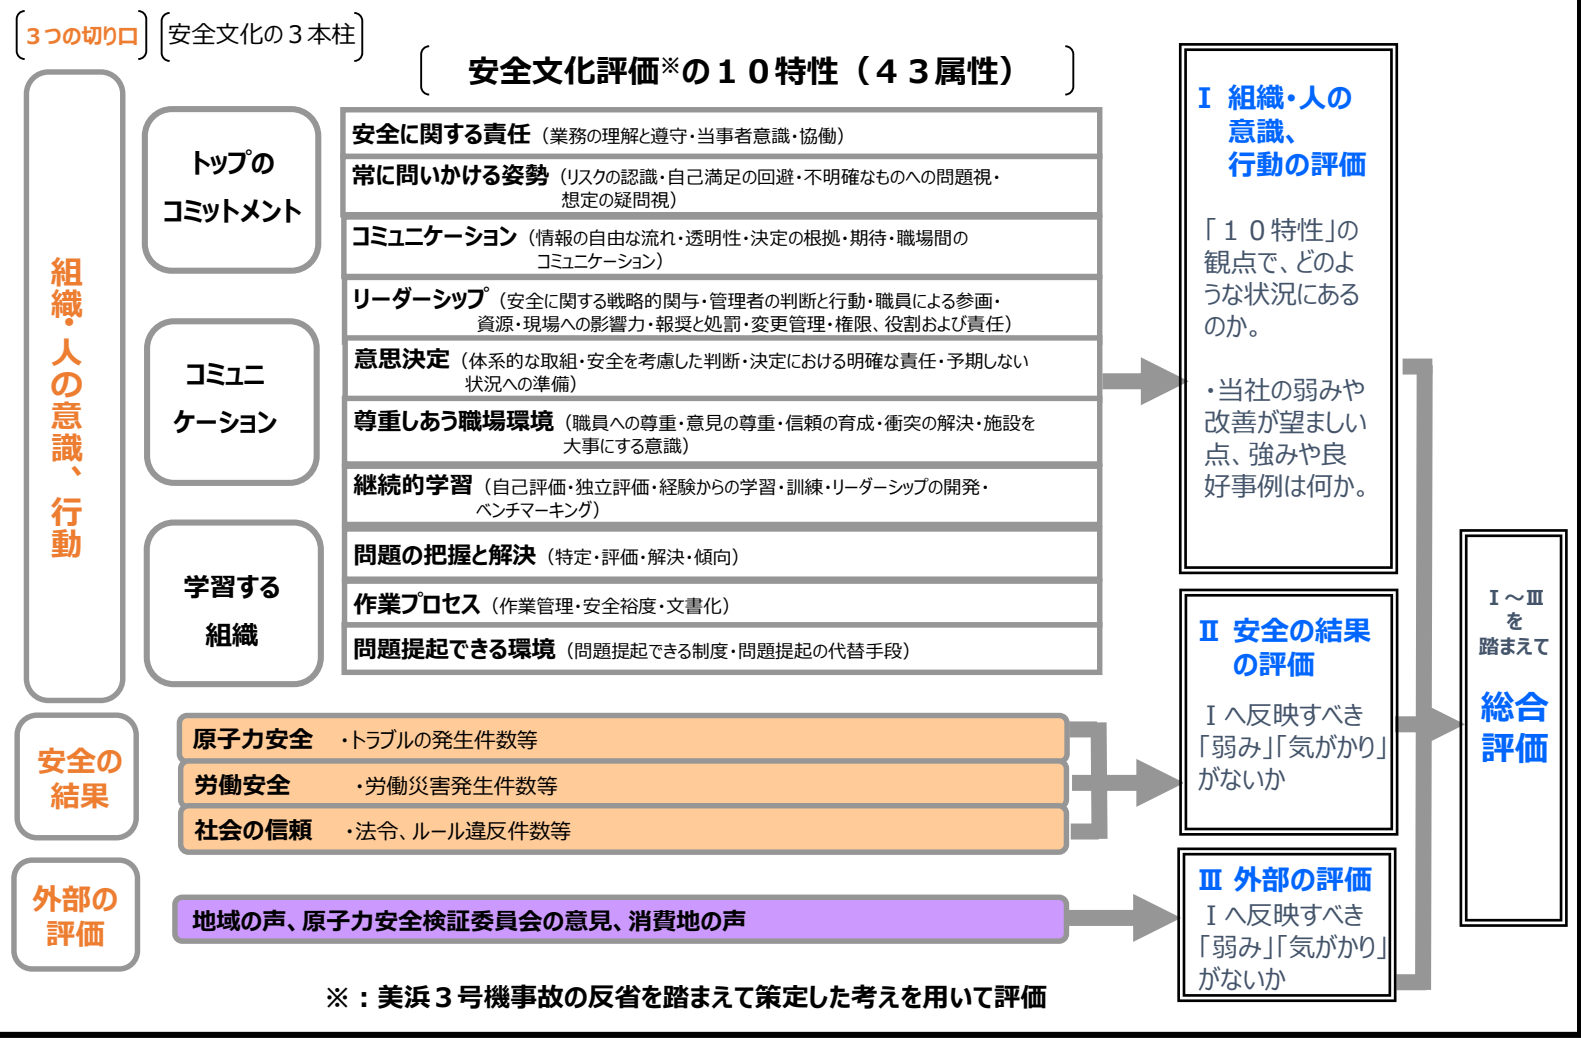 ３つの切り口
安全文化の３本柱
安全文化評価※の１０特性（４３属性）
組織・人の意識、行動
トップの
コミットメント
コミュニ
ケーション
学習する
組織
安全に関する責任（業務の理解と遵守・当事者意識・協働）
常に問いかける姿勢（リスクの認識・自己満足の回避・不明確なものへの問題視・
想定の疑問視）
コミュニケーション（情報の自由な流れ・透明性・決定の根拠・期待・職場間の
コミュニケーション）
リーダーシップ（安全に関する戦略的関与・管理者の判断と行動・職員による参画・
資源・現場への影響力・報奨と処罰・変更管理・権限、役割および責任）
意思決定（体系的な取組・安全を考慮した判断・決定における明確な責任・予期しない
状況への準備）
尊重しあう職場環境（職員への尊重・意見の尊重・信頼の育成・衝突の解決・施設を
大事にする意識）
継続的学習（自己評価・独立評価・経験からの学習・訓練・リーダーシップの開発・
ベンチマーキング）
問題の把握と解決（特定・評価・解決・傾向）
作業プロセス（作業管理・安全裕度・文書化）
問題提起できる環境（問題提起できる制度・問題提起の代替手段）
Ⅰ 組織・人の
意識、
行動の評価
「１０特性」の
観点で、どのよ
うな状況にある
のか。
・当社の弱みや
改善が望ましい
点、強みや良
好事例は何か。
安全の
結果
原子力安全 ・トラブルの発生件数等
労働安全 ・労働災害発生件数等
社会の信頼 ・法令、ルール違反件数等
Ⅱ 安全の結果
の評価
Ⅰへ反映すべき
「弱み」「気がかり」
がないか
外部の
評価
地域の声、原子力安全検証委員会の意見、消費地の声
Ⅲ 外部の評価
Ⅰへ反映すべき
「弱み」「気がかり」
がないか
Ⅰ～Ⅲ
を
踏まえて
総合
評価
※：美浜３号機事故の反省を踏まえて策定した考えを用いて評価